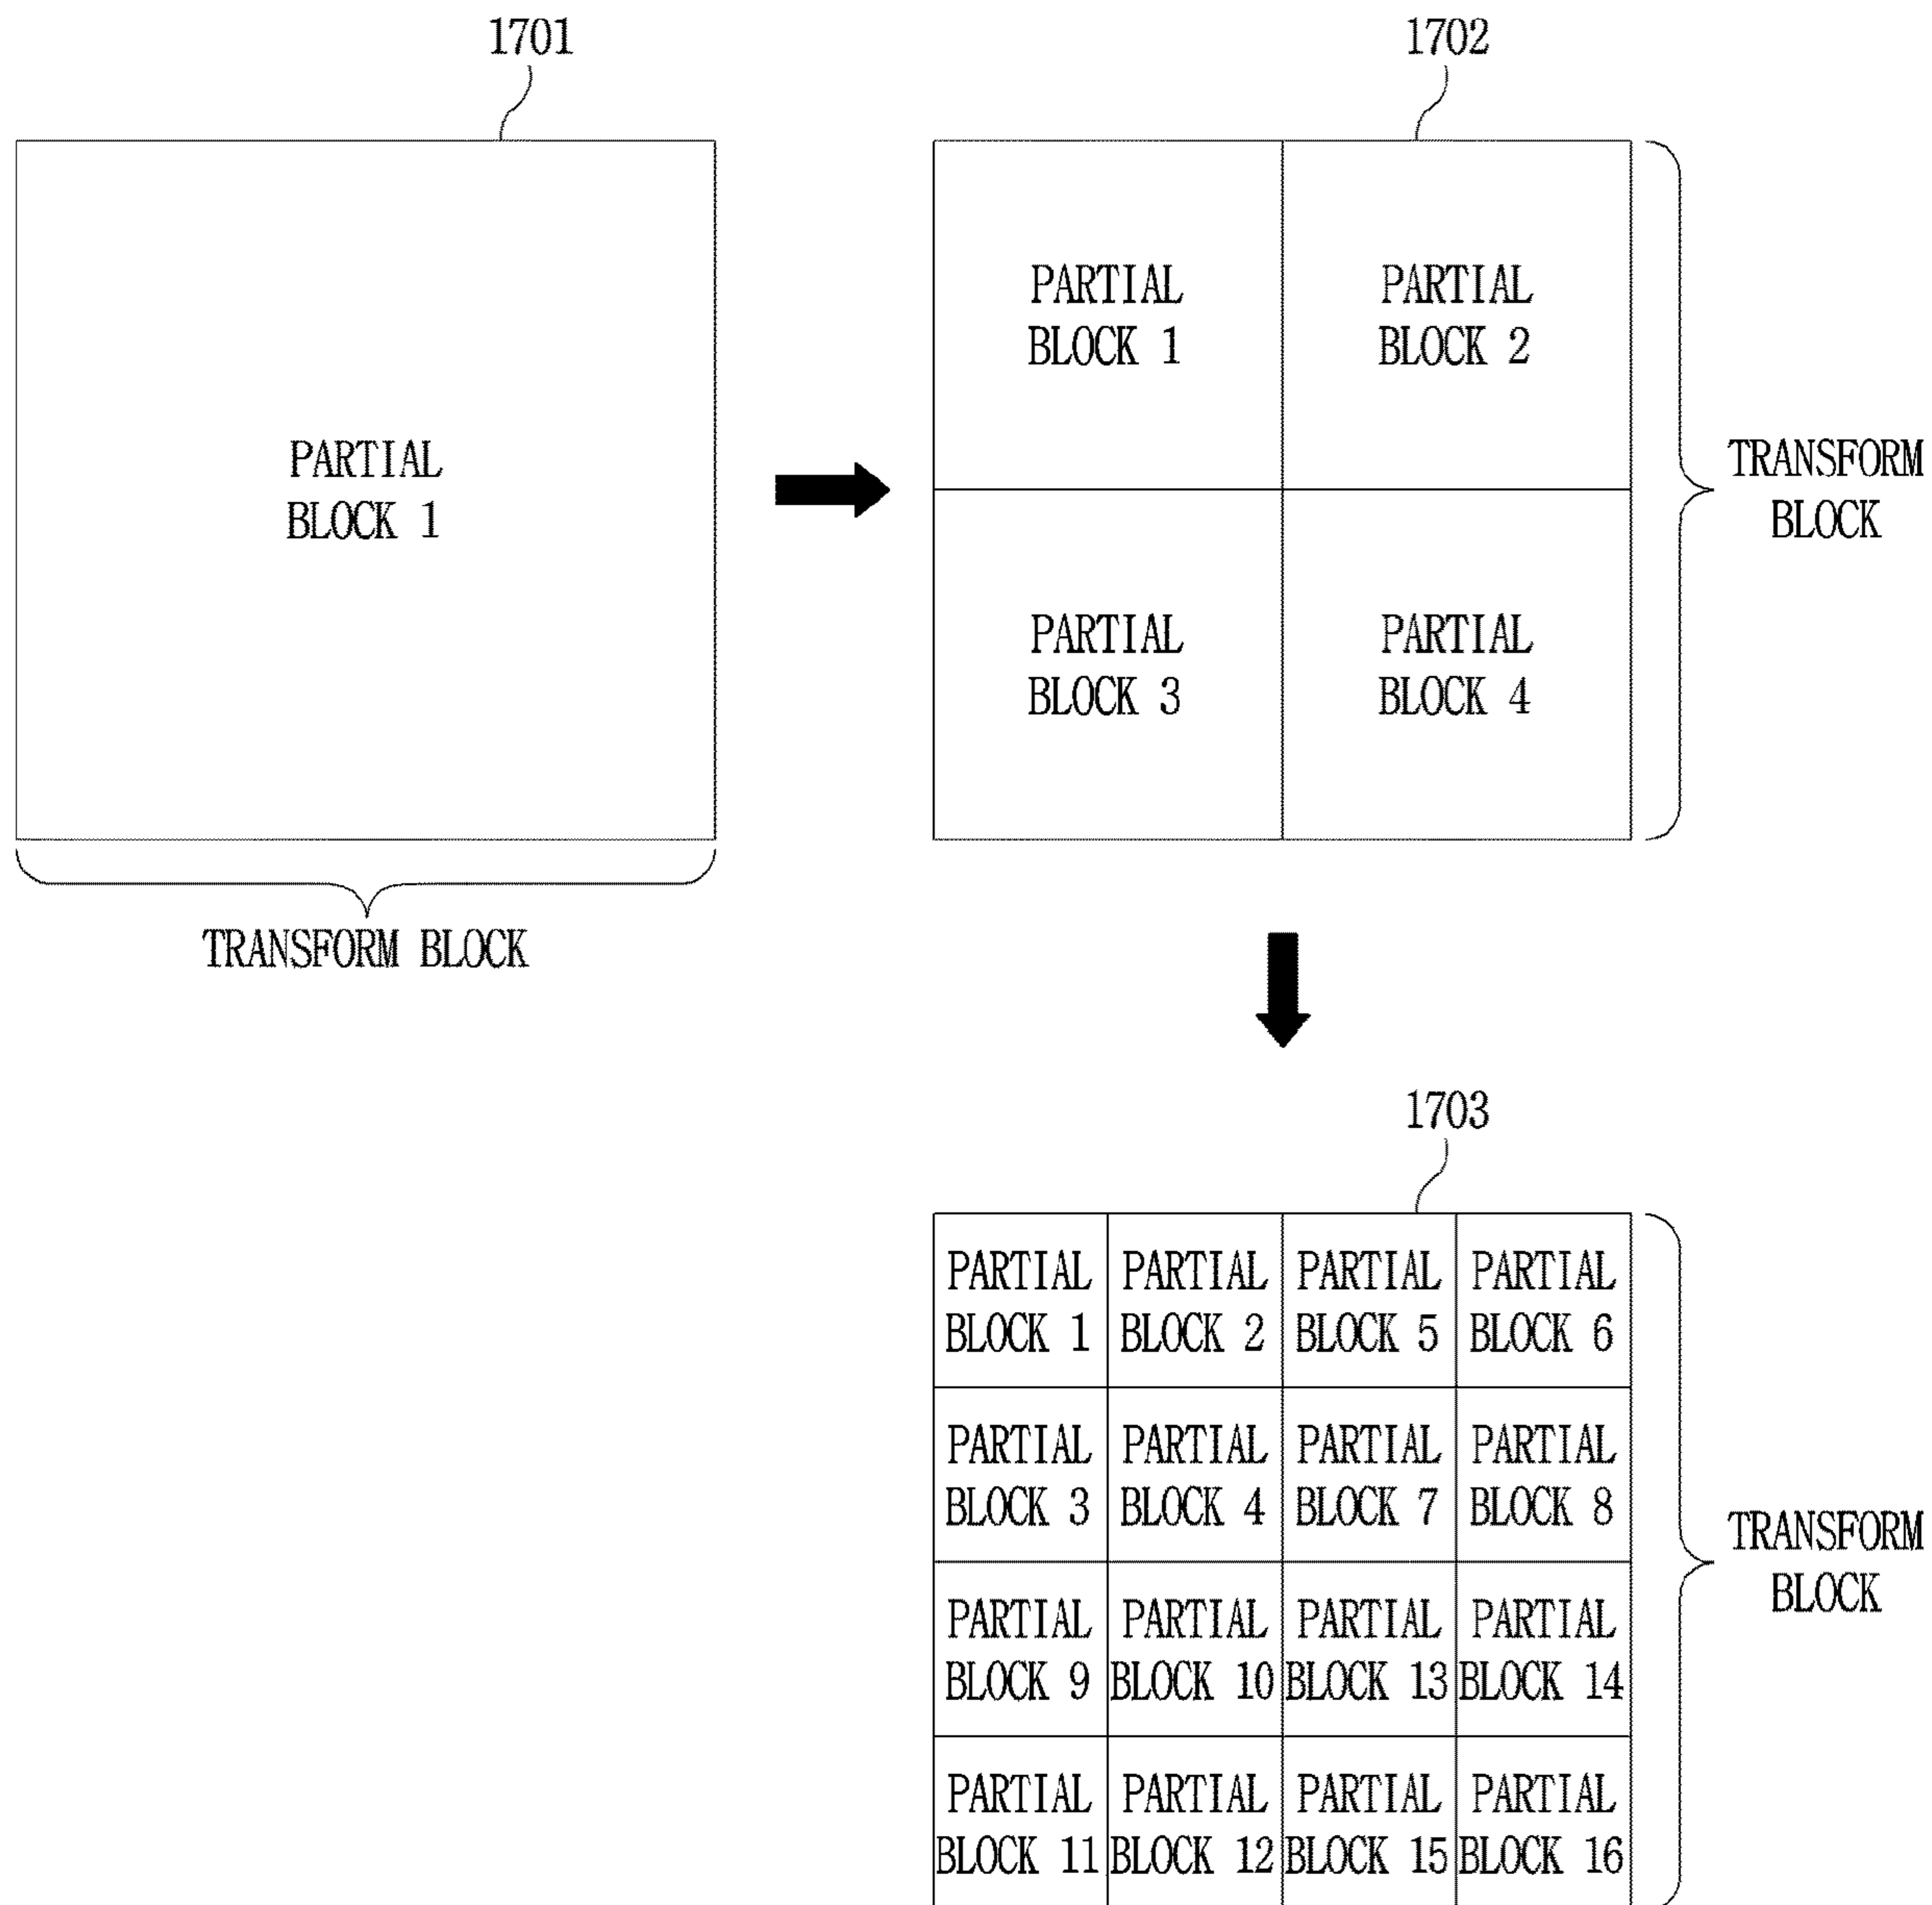 1701
1702
PARTIAL
BLOCK 1
PARTIAL
BLOCK 1
PARTIAL
BLOCK 2
PARTIAL
BLOCK 3
PARTIAL
BLOCK 4
TRANSFORM
BLOCK
TRANSFORM BLOCK
1703
PARTIAL
BLOCK 1
PARTIAL
BLOCK 2
PARTIAL
BLOCK 5
PARTIAL
BLOCK 6
PARTIAL
BLOCK 3
PARTIAL
BLOCK 4
PARTIAL
BLOCK 7
PARTIAL
BLOCK 8
PARTIAL
BLOCK 9
PARTIAL
BLOCK 10
PARTIAL
BLOCK 13
PARTIAL
BLOCK 14
PARTIAL
BLOCK 11
PARTIAL
BLOCK 12
PARTIAL
BLOCK 15
PARTIAL
BLOCK 16
TRANSFORM
BLOCK